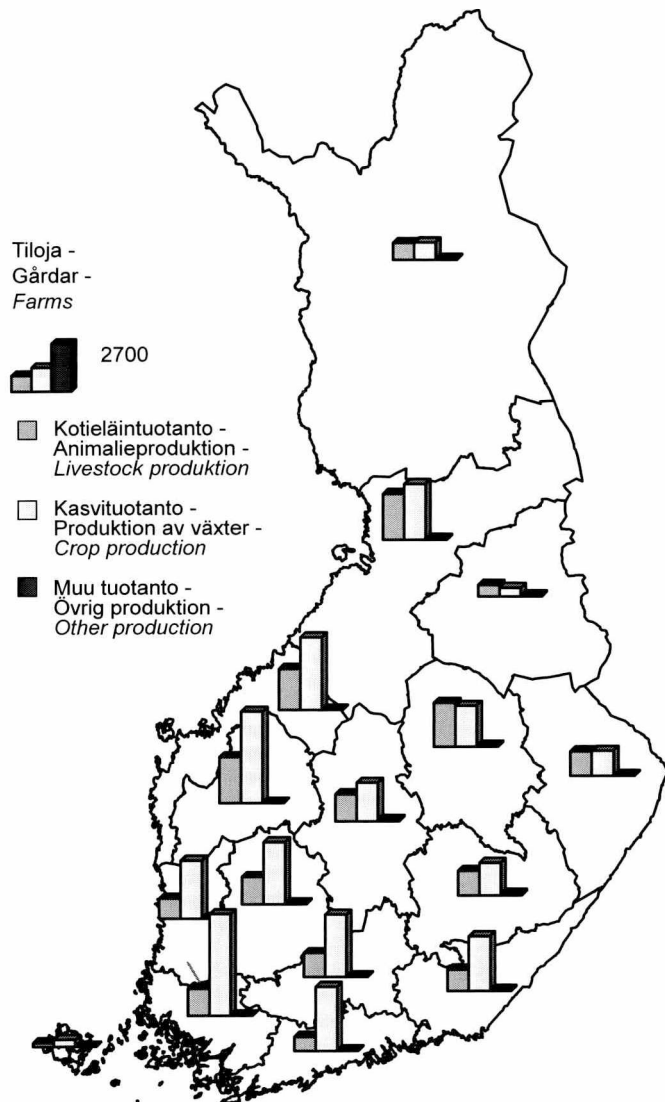 Tiloja -
Gårdar -
Farms
2700
Kotieläintuotanto -
Animalieproduktion -
Livestock produktion
Kasvituotanto -
Produktion av växter -
Crop production
Muu tuotanto -
Övrig produktion -
Other production